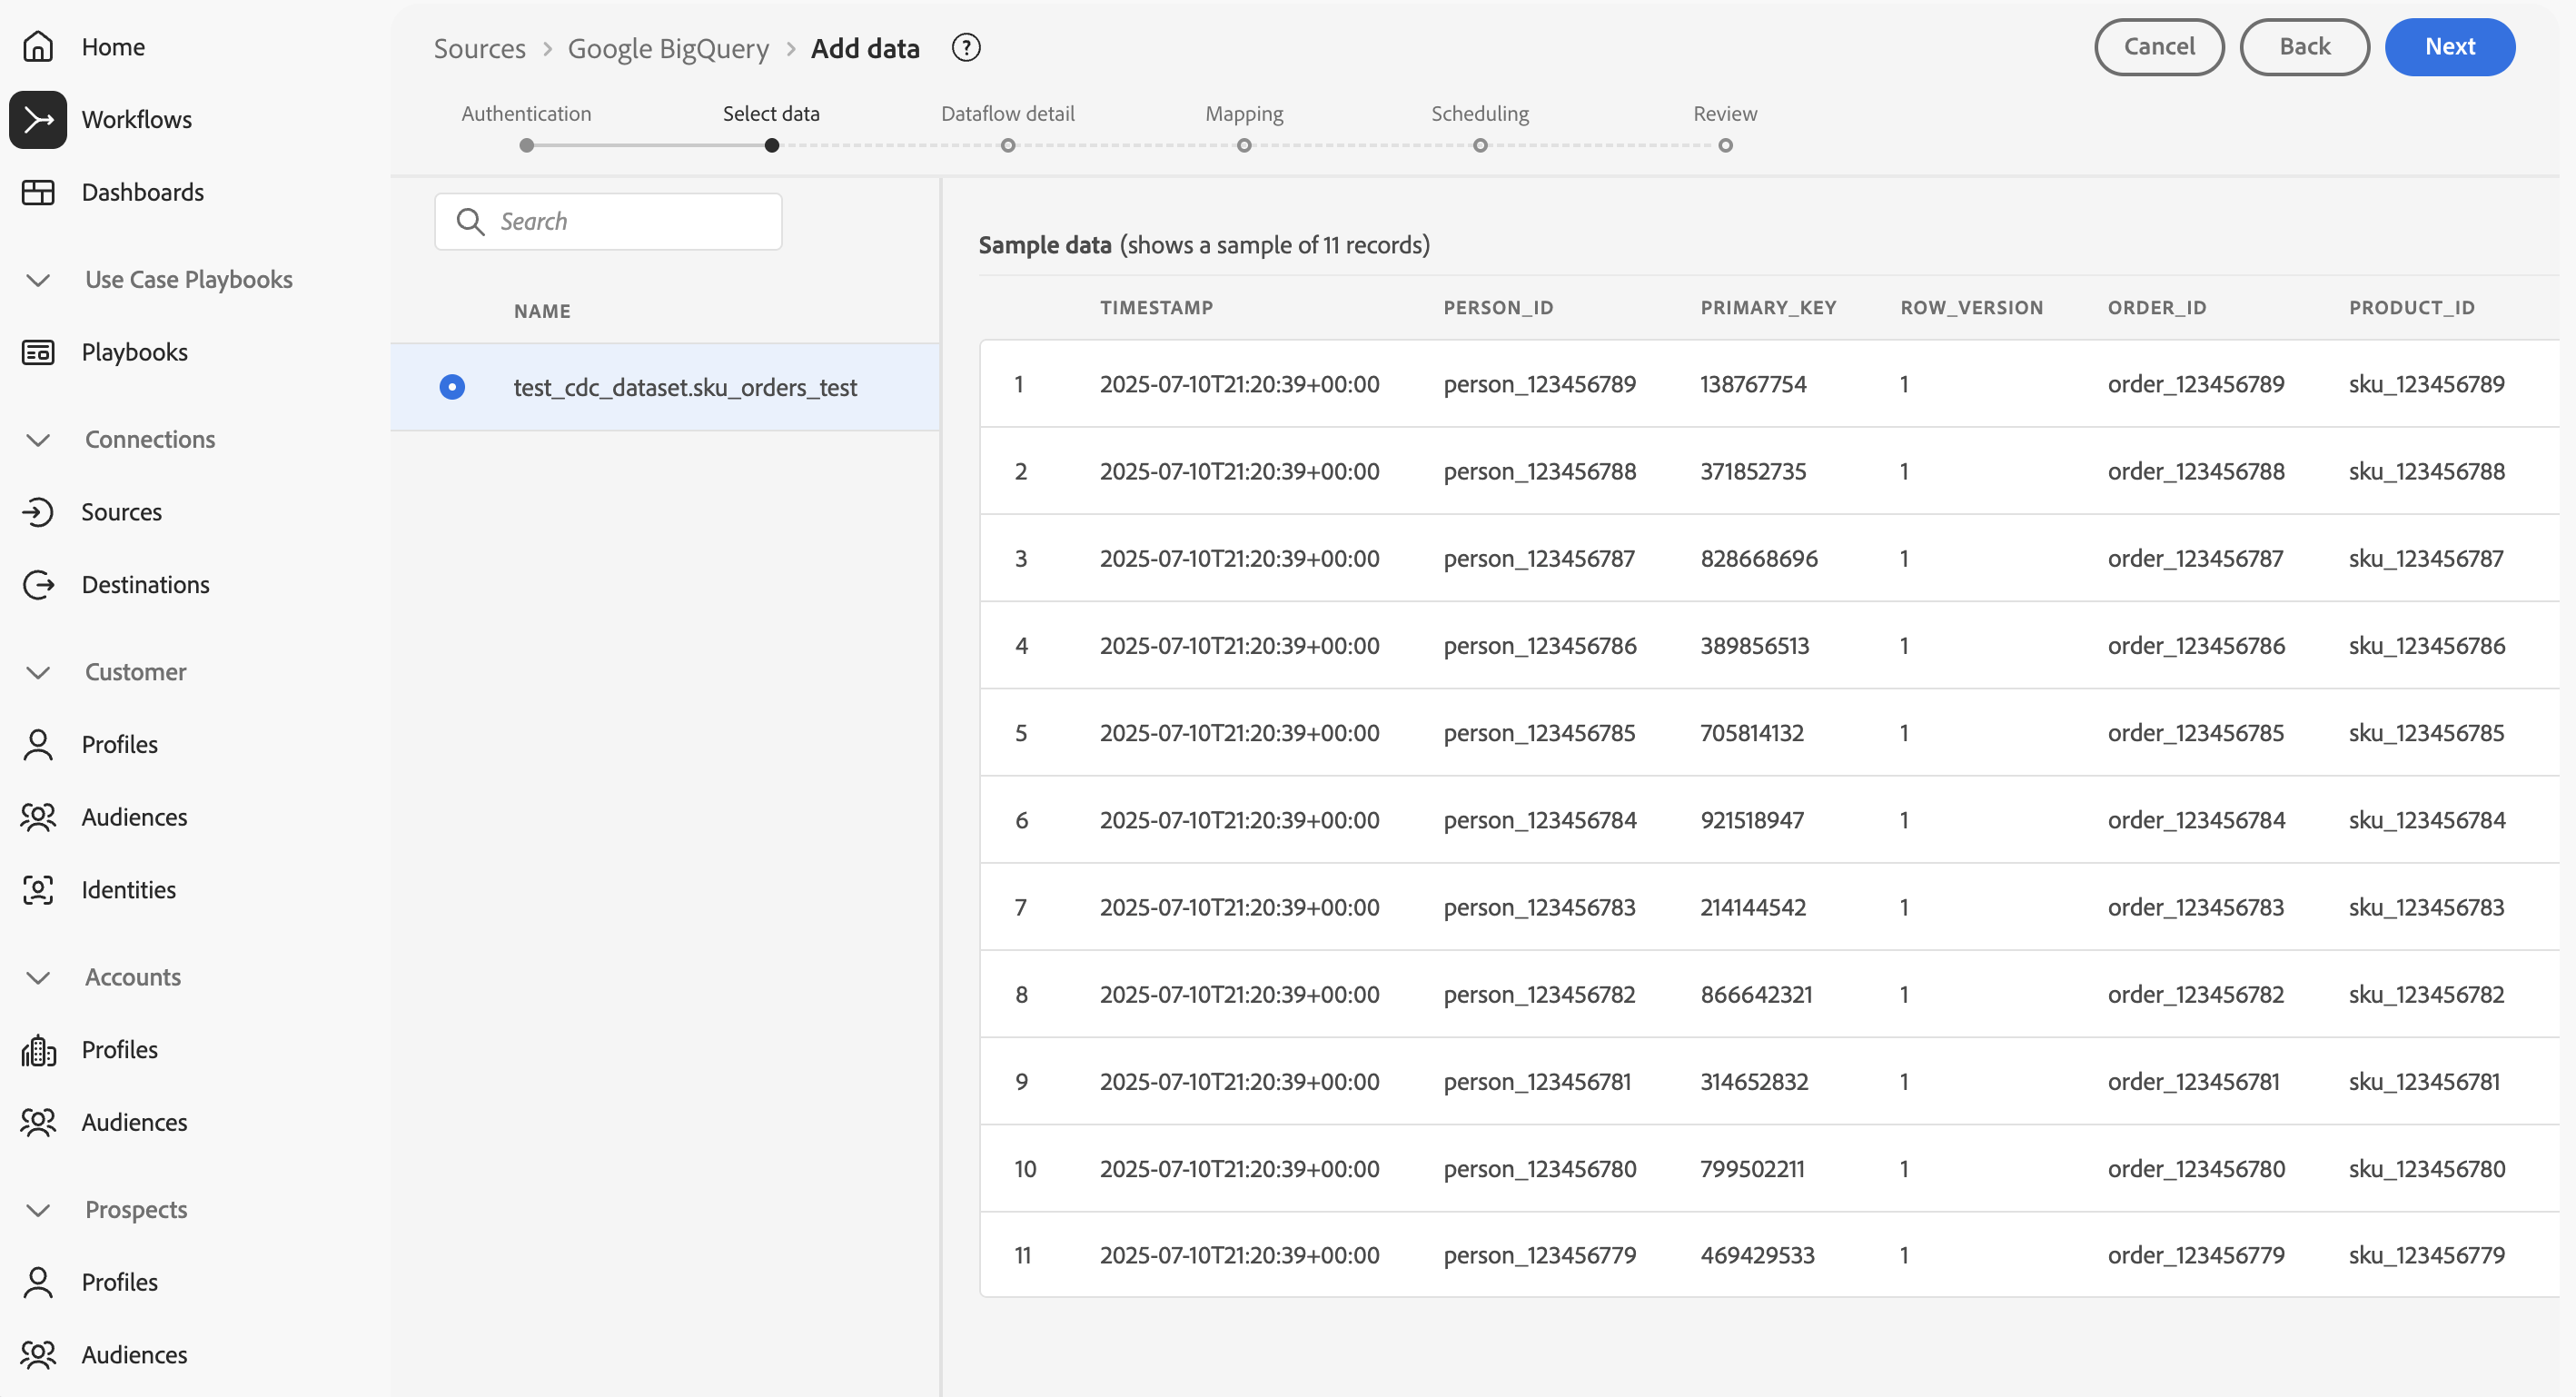 Home
Workflows
Dashboards
Use Case Playbooks
Playbooks
Connections
Sources
Destinations
Customer
Profiles
Audiences
Identities
Accounts
Profiles
Audiences
Prospects
Profiles
Audiences
Sources > Google BigQuery > Add data ?
Cancel Back Next
Authentication Select data Dataflow detail Mapping Scheduling Review
Search
NAME
test_cdc_dataset.sku_orders_test
Sample data (shows a sample of 11 records)
TIMESTAMP PERSON_ID PRIMARY_KEY ROW_VERSION ORDER_ID PRODUCT_ID
1 2025-07-10T21:20:39+00:00 person_123456789 138767754 1 order_123456789 sku_123456789
2 2025-07-10T21:20:39+00:00 person_123456788 371852735 1 order_123456788 sku_123456788
3 2025-07-10T21:20:39+00:00 person_123456787 828668696 1 order_123456787 sku_123456787
4 2025-07-10T21:20:39+00:00 person_123456786 389856513 1 order_123456786 sku_123456786
5 2025-07-10T21:20:39+00:00 person_123456785 705814132 1 order_123456785 sku_123456785
6 2025-07-10T21:20:39+00:00 person_123456784 921518947 1 order_123456784 sku_123456784
7 2025-07-10T21:20:39+00:00 person_123456783 214144542 1 order_123456783 sku_123456783
8 2025-07-10T21:20:39+00:00 person_123456782 866642321 1 order_123456782 sku_123456782
9 2025-07-10T21:20:39+00:00 person_123456781 314652832 1 order_123456781 sku_123456781
10 2025-07-10T21:20:39+00:00 person_123456780 799502211 1 order_123456780 sku_123456780
11 2025-07-10T21:20:39+00:00 person_123456779 469429533 1 order_123456779 sku_123456779